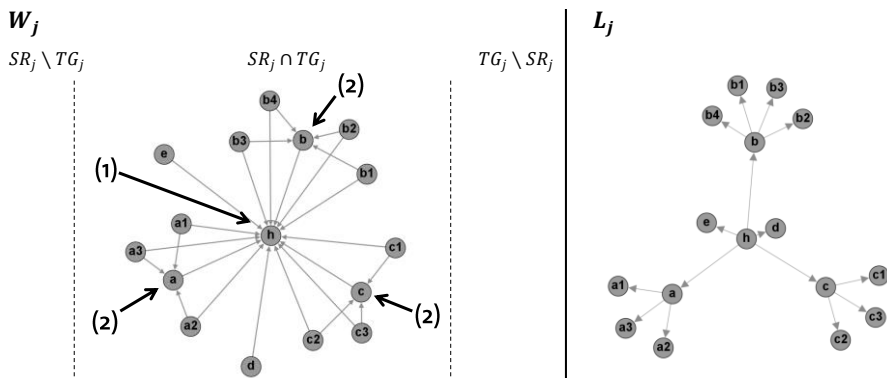 W_j
L_j
SR_j \ TG_j
SR_j ∩ TG_j
TG_j \ SR_j
(2)
b4
b3
b
b2
e
b1
(1)
a1
h
a3
c1
a
c
(2)
(2)
a2
c2
c3
d
b1
b3
b4
b2
b
e
d
h
c1
a1
a
c
a3
c3
a2
c2